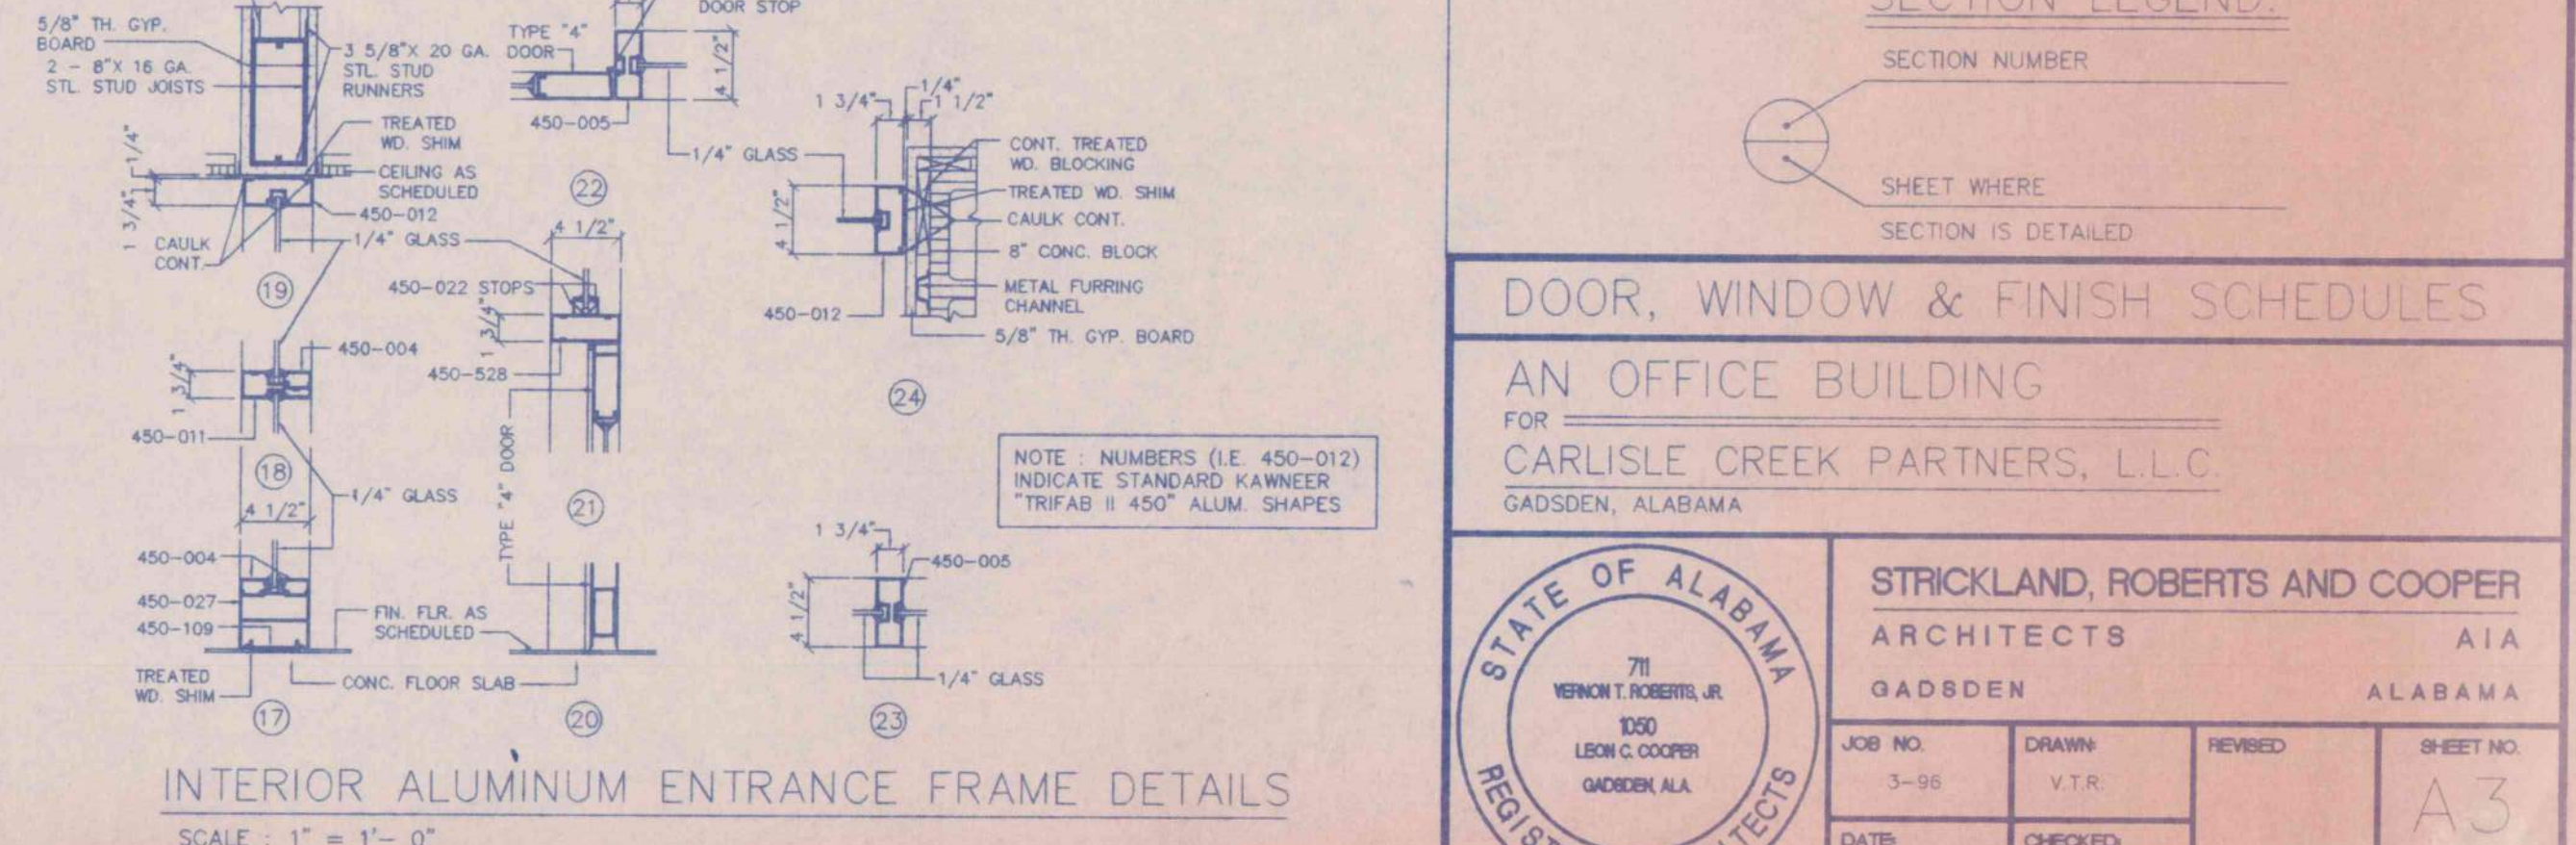 5/8" TH. GYP.
BOARD
2 - 8"X 16 GA.
STL. STUD JOISTS
3 5/8"X 20 GA.
STL. STUD
RUNNERS
TREATED
WD. SHIM
CEILING AS
SCHEDULED
450-012
1/4"
1 3/4"
CAULK
CONT.
1/4" GLASS
19
DOOR STOP
TYPE "4"
DOOR
4 1/2"
450-005
22
1/4" GLASS
1 3/4"
1/4"
1 1/2"
4 1/2"
CONT. TREATED
WD. BLOCKING
TREATED WD. SHIM
CAULK CONT.
8" CONC. BLOCK
METAL FURRING
CHANNEL
5/8" TH. GYP. BOARD
450-012
24
4 1/2"
450-022 STOPS
1 3/4"
450-528
TYPE "4" DOOR
21
450-004
1 3/4"
450-011
18
1/4" GLASS
4 1/2"
450-004
450-027
450-109
FIN. FLR. AS
SCHEDULED
TREATED
WD. SHIM
CONC. FLOOR SLAB
17
20
NOTE : NUMBERS (I.E. 450-012)
INDICATE STANDARD KAWNEER
"TRIFAB II 450" ALUM. SHAPES
1 3/4"
450-005
4 1/2"
1/4" GLASS
23
INTERIOR ALUMINUM ENTRANCE FRAME DETAILS
SCALE : 1" = 1'- 0"
SECTION LEGEND:
SECTION NUMBER
SHEET WHERE
SECTION IS DETAILED
DOOR, WINDOW & FINISH SCHEDULES
AN OFFICE BUILDING
FOR
CARLISLE CREEK PARTNERS, L.L.C.
GADSDEN, ALABAMA
STATE OF ALABAMA
711
VERNON T. ROBERTS, JR.
1050
LEON C. COOPER
GADSDEN, ALA.
STRICKLAND, ROBERTS AND COOPER
ARCHITECTS AIA
GADSDEN ALABAMA
JOB NO.
3-96
DRAWN:
V.T.R.
REVISED
SHEET NO.
A3
DATE:
CHECKED: